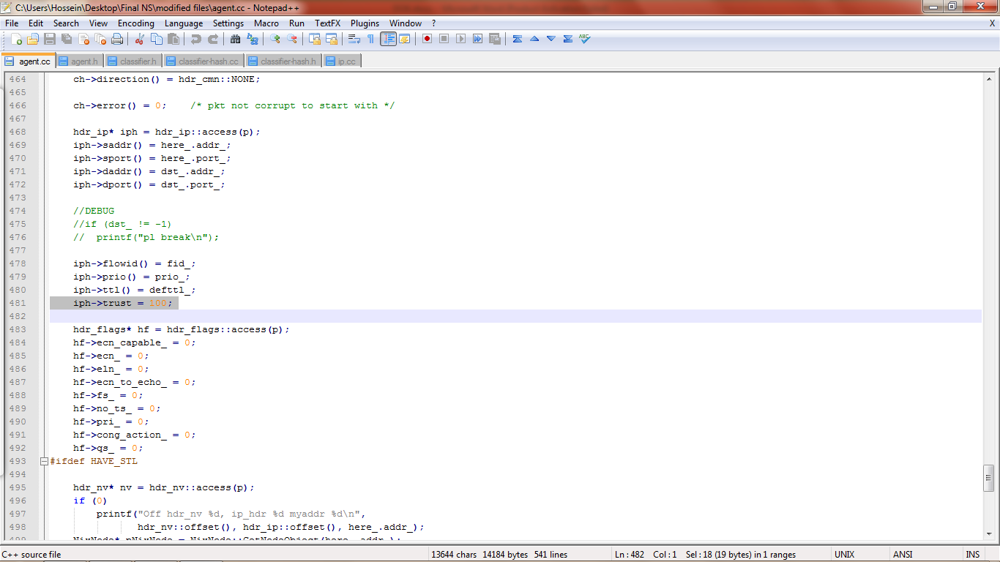 C:\Users\Hossein\Desktop\Final NS\modified files\agent.cc - Notepad++
File Edit Search View Encoding Language Settings Macro Run TextFX Plugins Window ? X
agent.cc agent.h classifier.h classifier-hash.cc classifier-hash.h ip.cc
464 ch->direction() = hdr_cmn::NONE;
465
466 ch->error() = 0; /* pkt not corrupt to start with */
467
468 hdr_ip* iph = hdr_ip::access(p);
469 iph->saddr() = here_.addr_;
470 iph->sport() = here_.port_;
471 iph->daddr() = dst_.addr_;
472 iph->dport() = dst_.port_;
473
474 //DEBUG
475 //if (dst_ != -1)
476 // printf("pl break\n");
477
478 iph->flowid() = fid_;
479 iph->prio() = prio_;
480 iph->ttl() = defttl_;
481 iph->trust = 100;
482
483 hdr_flags* hf = hdr_flags::access(p);
484 hf->ecn_capable_ = 0;
485 hf->ecn_ = 0;
486 hf->eln_ = 0;
487 hf->ecn_to_echo_ = 0;
488 hf->fs_ = 0;
489 hf->no_ts_ = 0;
490 hf->pri_ = 0;
491 hf->cong_action_ = 0;
492 hf->qs_ = 0;
493 #ifdef HAVE_STL
494
495 hdr_nv* nv = hdr_nv::access(p);
496 if (0)
497 printf("Off hdr_nv %d, ip_hdr %d myaddr %d\n",
498 hdr_nv::offset(), hdr_ip::offset(), here_.addr_);
C++ source file 13644 chars 14184 bytes 541 lines Ln : 482 Col : 1 Sel : 18 (19 bytes) in 1 ranges UNIX ANSI INS